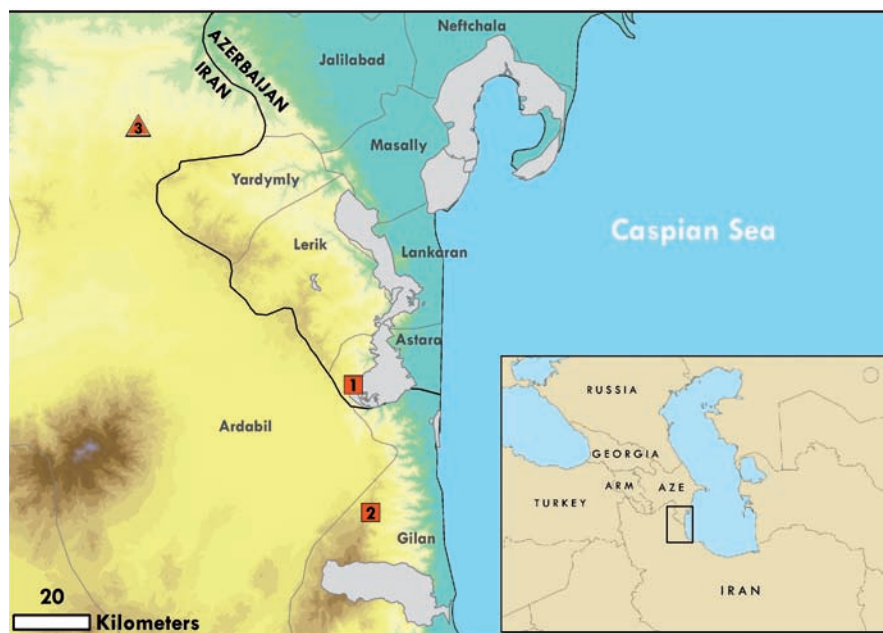 Neftchala
AZERBAIJAN
IRAN
Jalilabad
3
Masally
Yardymly
Lerik
Lankaran
Caspian Sea
Astara
1
Ardabil
2
Gilan
20
Kilometers
RUSSIA
GEORGIA
ARM
AZE
TURKEY
IRAN